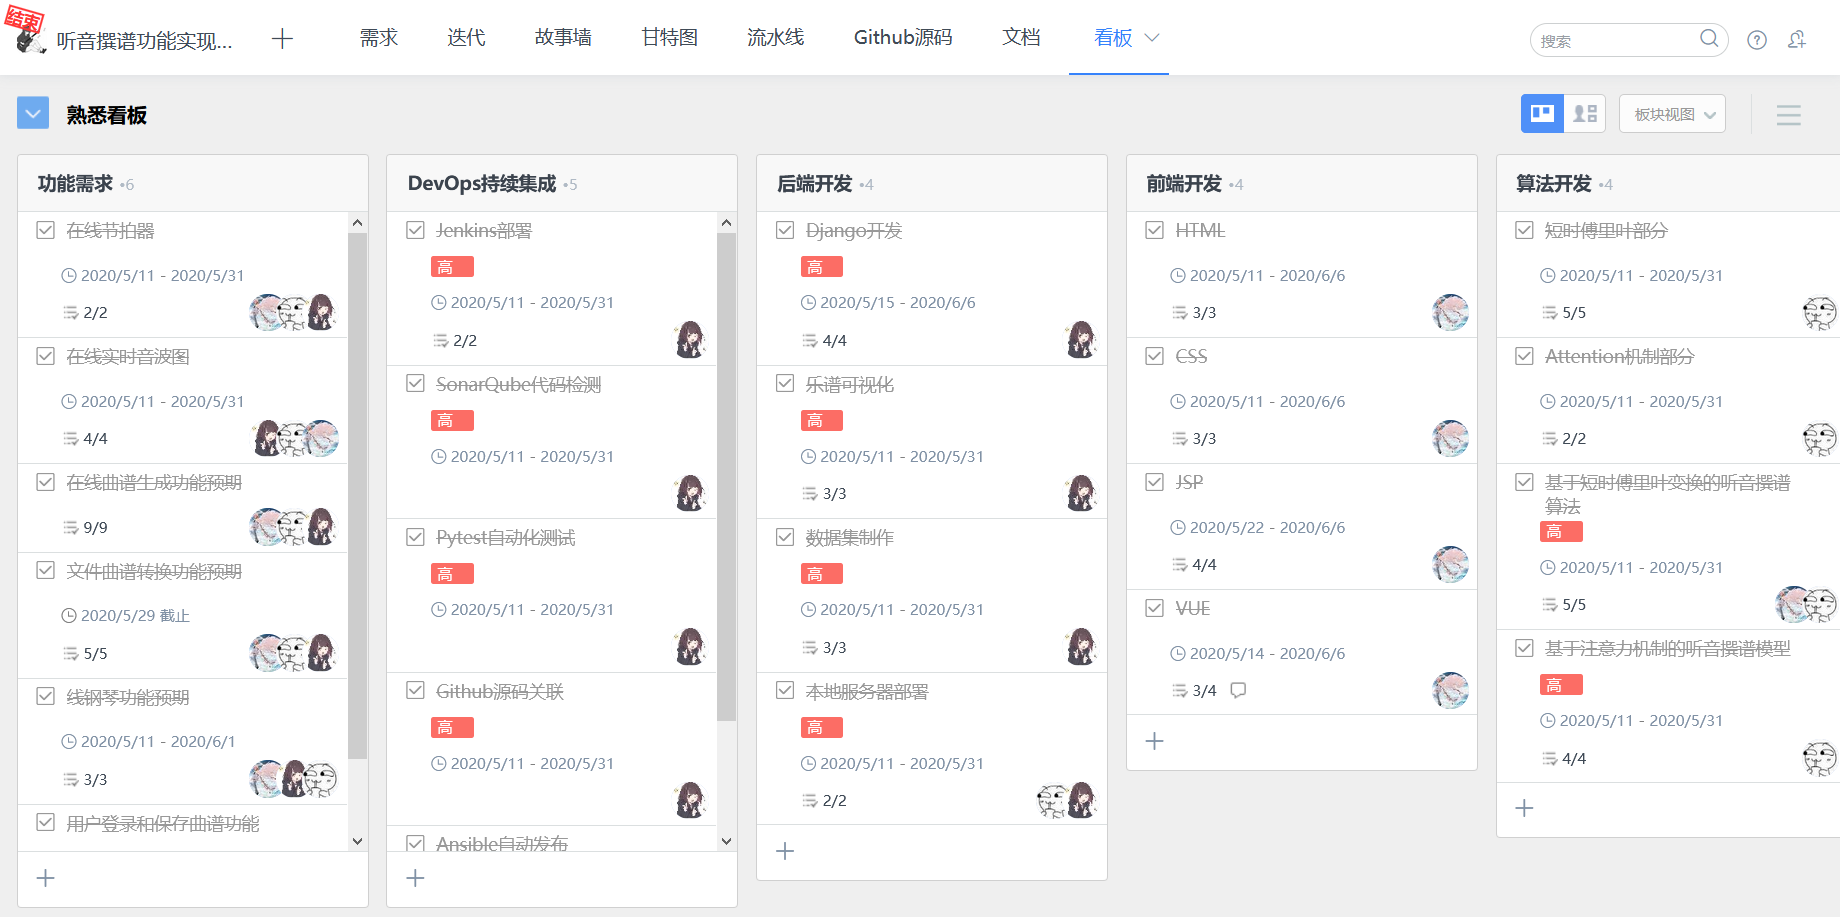 结束
听音撰谱功能实现...
需求
迭代
故事墙
甘特图
流水线
Github源码
文档
看板
搜索
熟悉看板
板块视图
功能需求 •6
在线节拍器
2020/5/11 - 2020/5/31
2/2
在线实时音波图
2020/5/11 - 2020/5/31
4/4
在线曲谱生成功能预期
9/9
文件曲谱转换功能预期
2020/5/29 截止
5/5
线钢琴功能预期
2020/5/11 - 2020/6/1
3/3
用户登录和保存曲谱功能
DevOps持续集成 •5
Jenkins部署
高
2020/5/11 - 2020/5/31
2/2
SonarQube代码检测
高
2020/5/11 - 2020/5/31
Pytest自动化测试
高
2020/5/11 - 2020/5/31
Github源码关联
高
2020/5/11 - 2020/5/31
Ansible自动发布
后端开发 •4
Django开发
高
2020/5/15 - 2020/6/6
4/4
乐谱可视化
高
2020/5/11 - 2020/5/31
3/3
数据集制作
高
2020/5/11 - 2020/5/31
3/3
本地服务器部署
高
2020/5/11 - 2020/5/31
2/2
前端开发 •4
HTML
2020/5/11 - 2020/6/6
3/3
CSS
2020/5/11 - 2020/6/6
3/3
JSP
2020/5/22 - 2020/6/6
4/4
VUE
2020/5/14 - 2020/6/6
3/4
算法开发 •4
短时傅里叶部分
2020/5/11 - 2020/5/31
5/5
Attention机制部分
2020/5/11 - 2020/5/31
2/2
基于短时傅里叶变换的听音撰谱
算法
高
2020/5/11 - 2020/5/31
5/5
基于注意力机制的听音撰谱模型
高
2020/5/11 - 2020/5/31
4/4